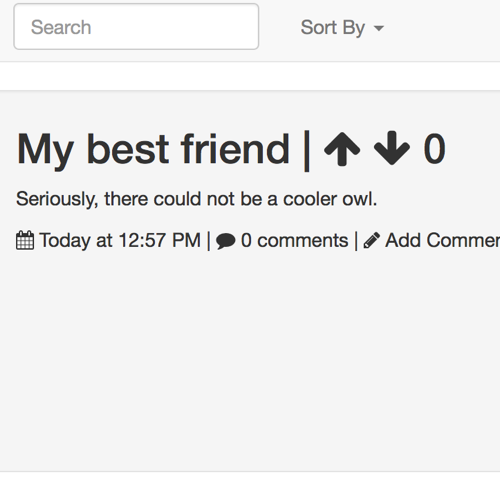 Search Sort By
My best friend | 0
Seriously, there could not be a cooler owl.
Today at 12:57 PM | 0 comments | Add Commen